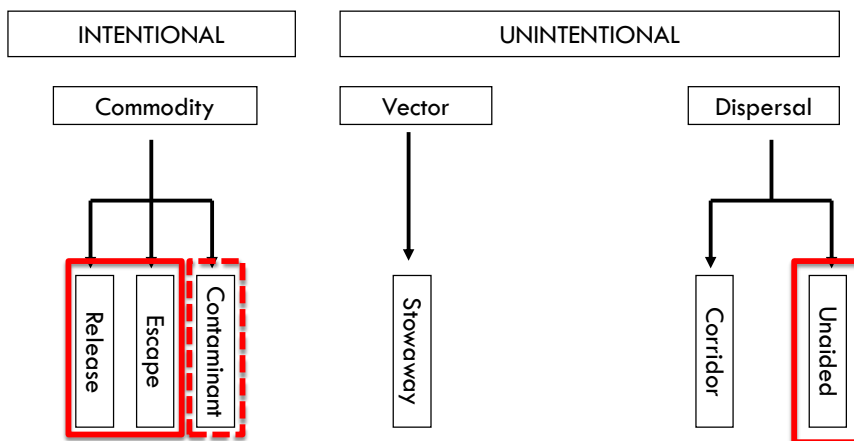 INTENTIONAL
UNINTENTIONAL
Commodity
Vector
Dispersal
Release
Escape
Contaminant
Stowaway
Corridor
Unaided